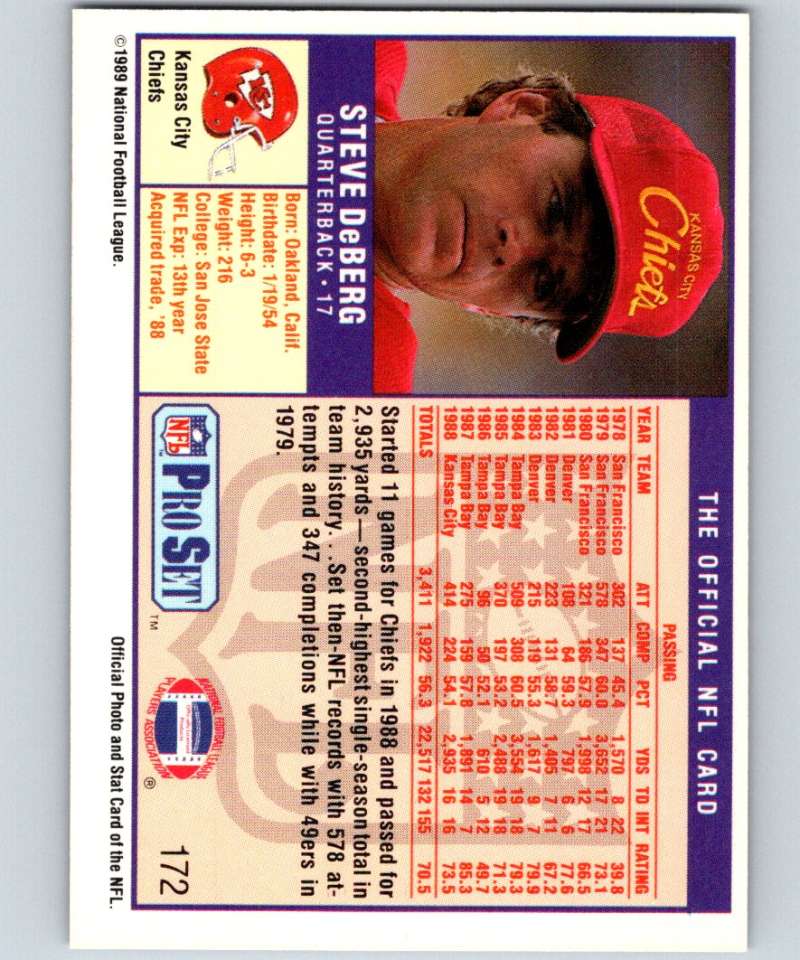 THE OFFICIAL NFL CARD
KANSAS CITY
Chiefs
STEVE DeBERG
QUARTERBACK • 17
Kansas City
Chiefs
Born: Oakland, Calif.
Birthdate: 1/19/54
Height: 6-3
Weight: 216
College: San Jose State
NFL Exp: 13th year
Acquired trade, '88
PASSING
YEAR TEAM ATT COMP PCT YDS TD INT RATING
1978 San Francisco 302 137 45.4 1,570 8 22 39.8
1979 San Francisco 578 347 60.0 3,652 17 21 73.1
1980 San Francisco 321 186 57.9 1,998 12 17 66.5
1981 Denver 108 64 59.3 797 6 6 77.6
1982 Denver 223 131 58.7 1,405 7 11 67.2
1983 Denver 215 119 55.3 1,617 9 7 79.9
1984 Tampa Bay 509 308 60.5 3,554 19 18 79.3
1985 Tampa Bay 370 197 53.2 2,488 19 18 71.3
1986 Tampa Bay 96 50 52.1 610 5 12 49.7
1987 Tampa Bay 275 159 57.8 1,891 14 7 85.3
1988 Kansas City 414 224 54.1 2,935 16 16 73.5
TOTALS 3,411 1,922 56.3 22,517 132 155 70.5
Started 11 games for Chiefs in 1988 and passed for
2,935 yards — second-highest single-season total in
team history. . .Set then-NFL records with 578 at-
tempts and 347 completions while with 49ers in
1979.
NFL PRO SET ™
NATIONAL FOOTBALL LEAGUE
PLAYERS ASSOCIATION
®
172
©1989 National Football League.
Official Photo and Stat Card of the NFL.